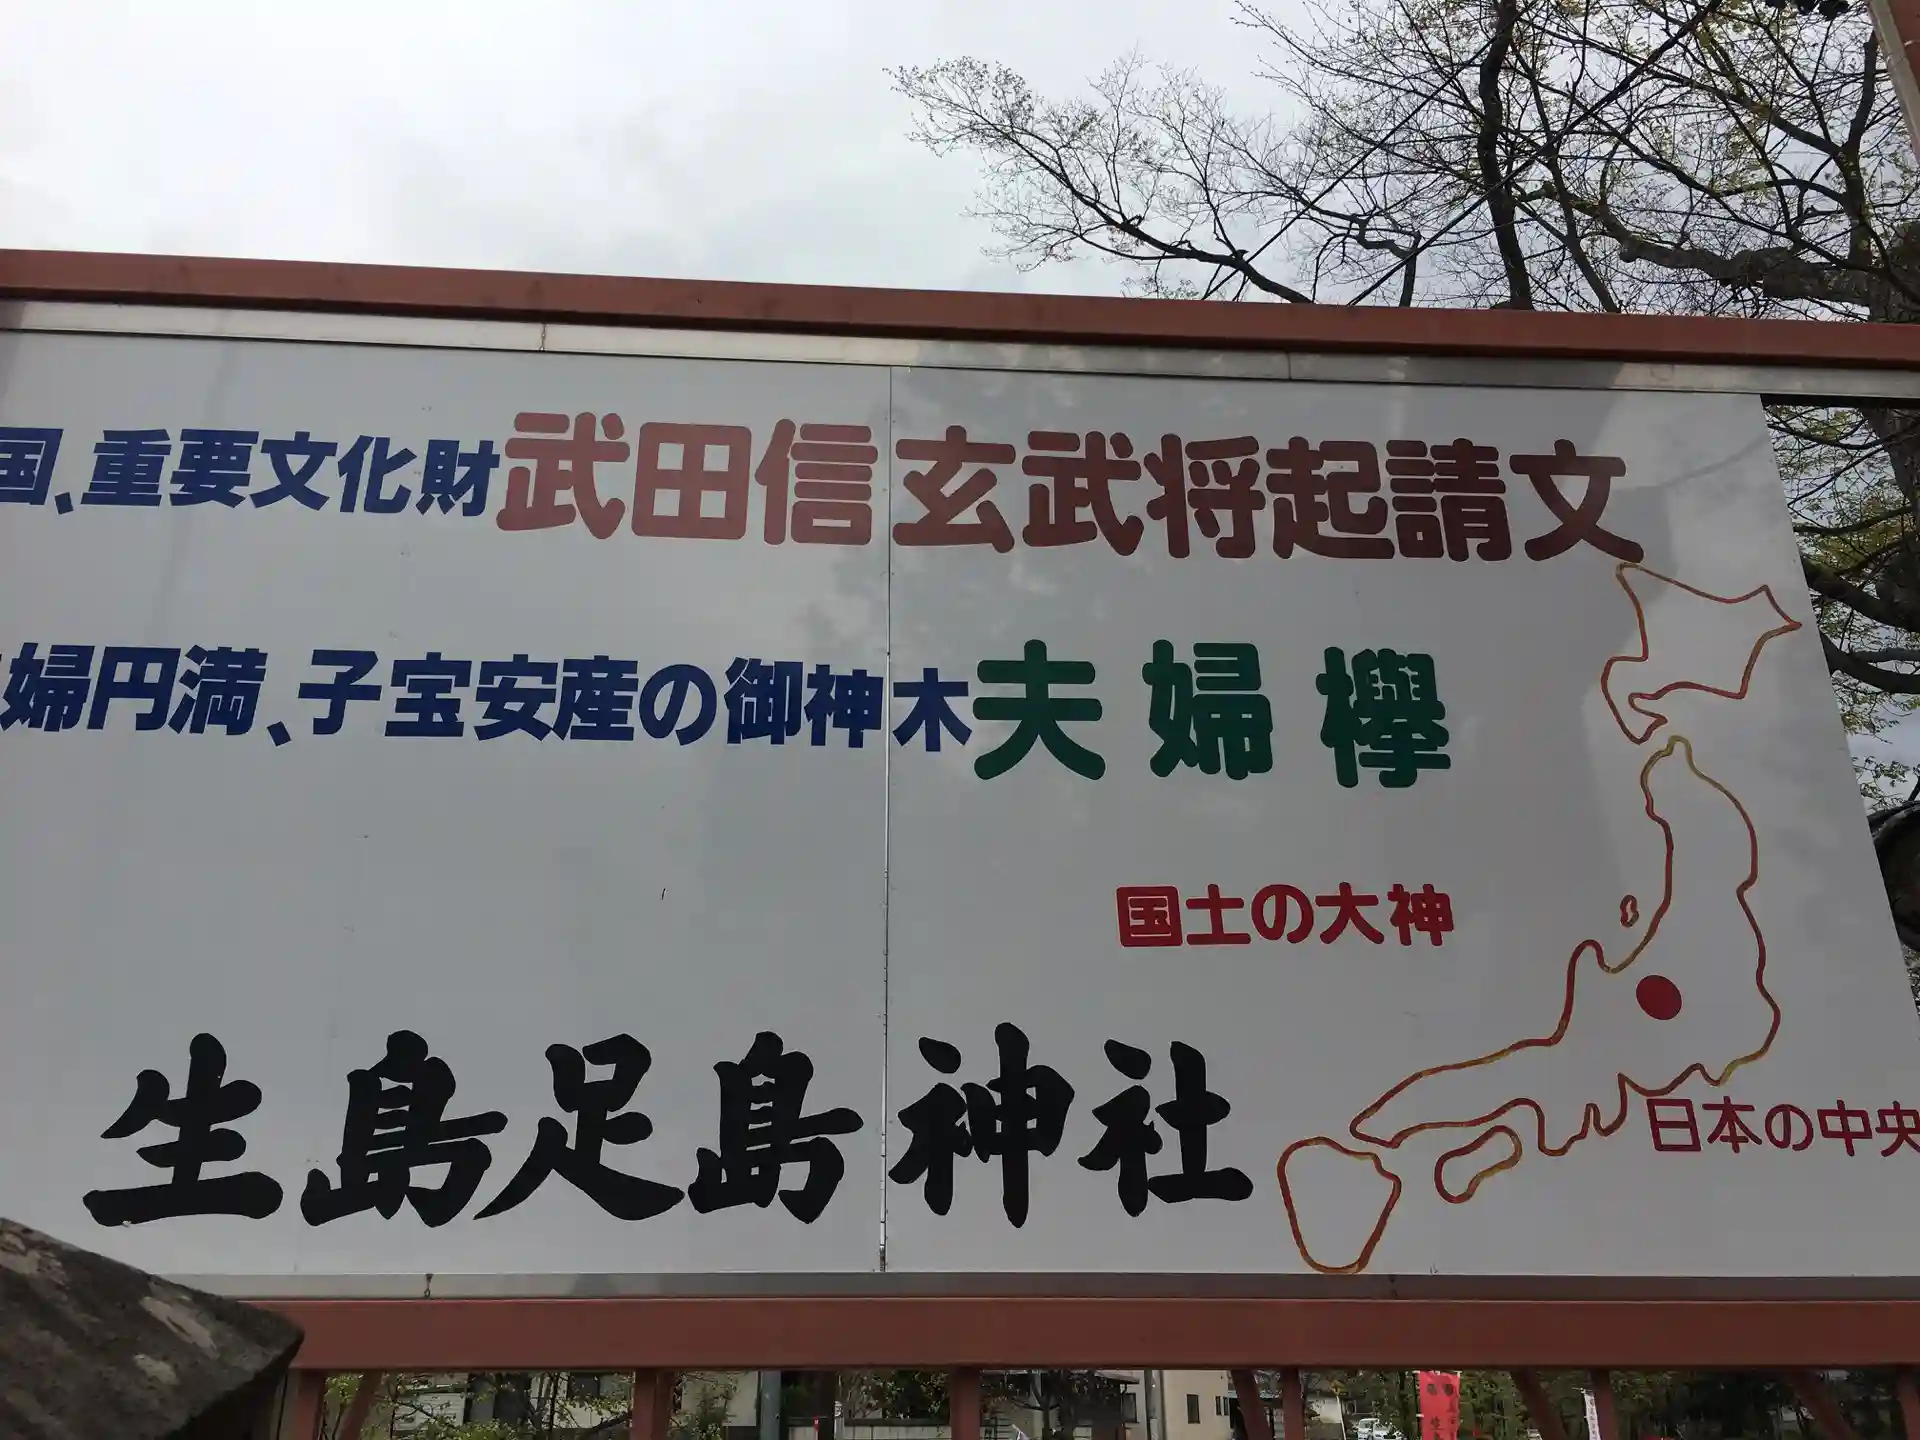 国、重要文化財武田信玄武将起請文
婦円満、子宝安産の御神木夫婦欅
国土の大神
生島足島神社
日本の中央